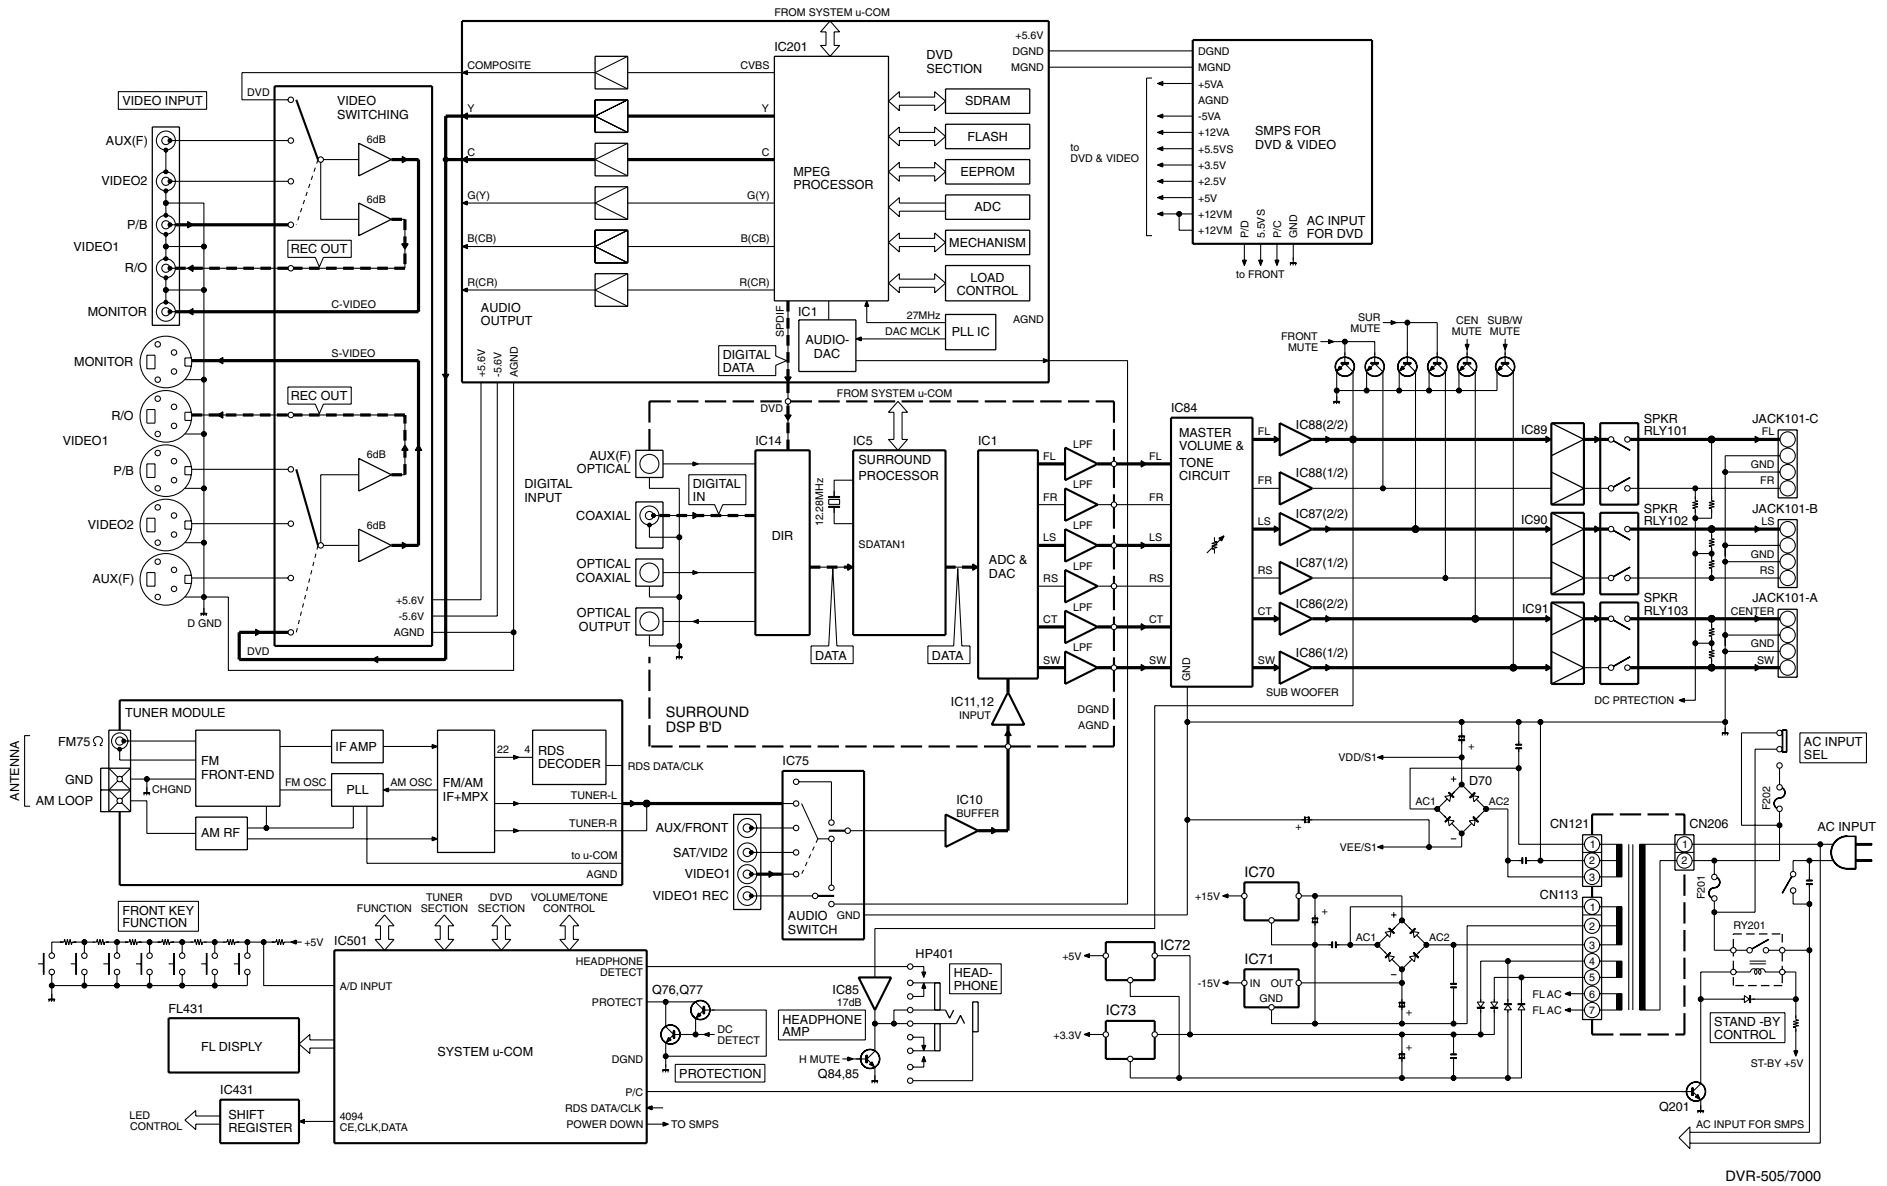 FROM SYSTEM u-COM
VIDEO INPUT
AUX(F)
VIDEO2
P/B
VIDEO1
R/O
MONITOR
MONITOR
R/O
VIDEO1
P/B
VIDEO2
AUX(F)
D GND
DVD
VIDEO
SWITCHING
6dB
6dB
REC OUT
C-VIDEO
S-VIDEO
REC OUT
6dB
6dB
+5.6V
-5.6V
AGND
DVD
COMPOSITE
Y
C
G(Y)
B(CB)
R(CR)
AUDIO
OUTPUT
+5.6V
-5.6V
AGND
IC201
CVBS
Y
C
G(Y)
B(CB)
R(CR)
MPEG
PROCESSOR
DVD
SECTION
+5.6V
DGND
MGND
SDRAM
FLASH
EEPROM
ADC
MECHANISM
LOAD
CONTROL
SPDIF
IC1
AUDIO-
DAC
27MHz
DAC MCLK
PLL IC
AGND
DIGITAL
DATA
DGND
MGND
+5VA
AGND
-5VA
+12VA
+5.5VS
+3.5V
+2.5V
+5V
+12VM
+12VM
to
DVD & VIDEO
SMPS FOR
DVD & VIDEO
AC INPUT
FOR DVD
P/D
5.5VS
P/C
GND
to FRONT
FROM SYSTEM u-COM
DVD
DIGITAL
INPUT
AUX(F)
OPTICAL
COAXIAL
OPTICAL
COAXIAL
OPTICAL
OUTPUT
DIGITAL
IN
IC14
DIR
DATA
12.28MHz
IC5
SURROUND
PROCESSOR
SDATAN1
DATA
IC1
ADC &
DAC
FL
FR
LS
RS
CT
SW
LPF
LPF
LPF
LPF
LPF
LPF
FL
FR
LS
RS
CT
SW
SURROUND
DSP B'D
IC11,12
INPUT
DGND
AGND
IC84
MASTER
VOLUME &
TONE
CIRCUIT
GND
FL
FR
LS
RS
CT
SW
IC88(2/2)
IC88(1/2)
IC87(2/2)
IC87(1/2)
IC86(2/2)
IC86(1/2)
SUB WOOFER
FRONT
MUTE
SUR
MUTE
CEN
MUTE
SUB/W
MUTE
IC89
IC90
IC91
SPKR
RLY101
SPKR
RLY102
SPKR
RLY103
JACK101-C
FL
GND
FR
JACK101-B
LS
GND
RS
JACK101-A
CENTER
GND
SW
DC PRTECTION
TUNER MODULE
ANTENNA
FM75Ω
GND
AM LOOP
CHGND
FM
FRONT-END
AM RF
IF AMP
FM OSC
PLL
AM OSC
FM/AM
IF+MPX
22
4
RDS
DECODER
RDS DATA/CLK
TUNER-L
TUNER-R
to u-COM
AGND
IC75
AUX/FRONT
SAT/VID2
VIDEO1
VIDEO1 REC
AUDIO
SWITCH
GND
IC10
BUFFER
VDD/S1
VEE/S1
D70
+
AC1
AC2
−
+
+
+
AC INPUT
SEL
F202
CN121
1
2
3
CN206
1
2
AC INPUT
CN113
1
2
3
4
5
6
7
FL AC
FL AC
F201
RY201
STAND -BY
CONTROL
ST-BY +5V
Q201
AC INPUT FOR SMPS
IC70
+15V
IC71
-15V
IN
OUT
GND
IC72
+5V
IC73
+3.3V
AC1
AC2
+
−
+
+
+
FRONT KEY
FUNCTION
+5V
FUNCTION
TUNER
SECTION
DVD
SECTION
VOLUME/TONE
CONTROL
IC501
A/D INPUT
SYSTEM u-COM
HEADPHONE
DETECT
PROTECT
DGND
P/C
RDS DATA/CLK
POWER DOWN
TO SMPS
4094
CE,CLK,DATA
FL431
FL DISPLY
IC431
SHIFT
REGISTER
LED
CONTROL
Q76,Q77
DC
DETECT
PROTECTION
HEADPHONE
AMP
IC85
17dB
H MUTE
Q84,85
HP401
HEAD-
PHONE
DVR-505/7000